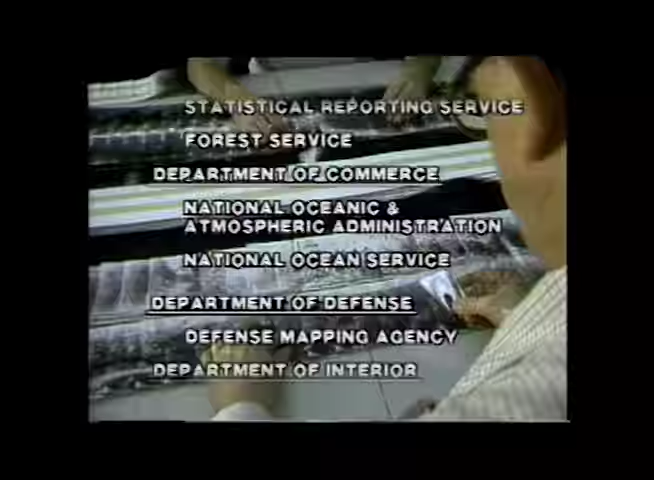 STATISTICAL REPORTING SERVICE
FOREST SERVICE
DEPARTMENT OF COMMERCE
NATIONAL OCEANIC &
ATMOSPHERIC ADMINISTRATION
NATIONAL OCEAN SERVICE
DEPARTMENT OF DEFENSE
DEFENSE MAPPING AGENCY
DEPARTMENT OF INTERIOR